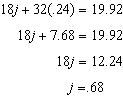 18j + 32(.24) = 19.92
18j + 7.68 = 19.92
18j = 12.24
j = .68